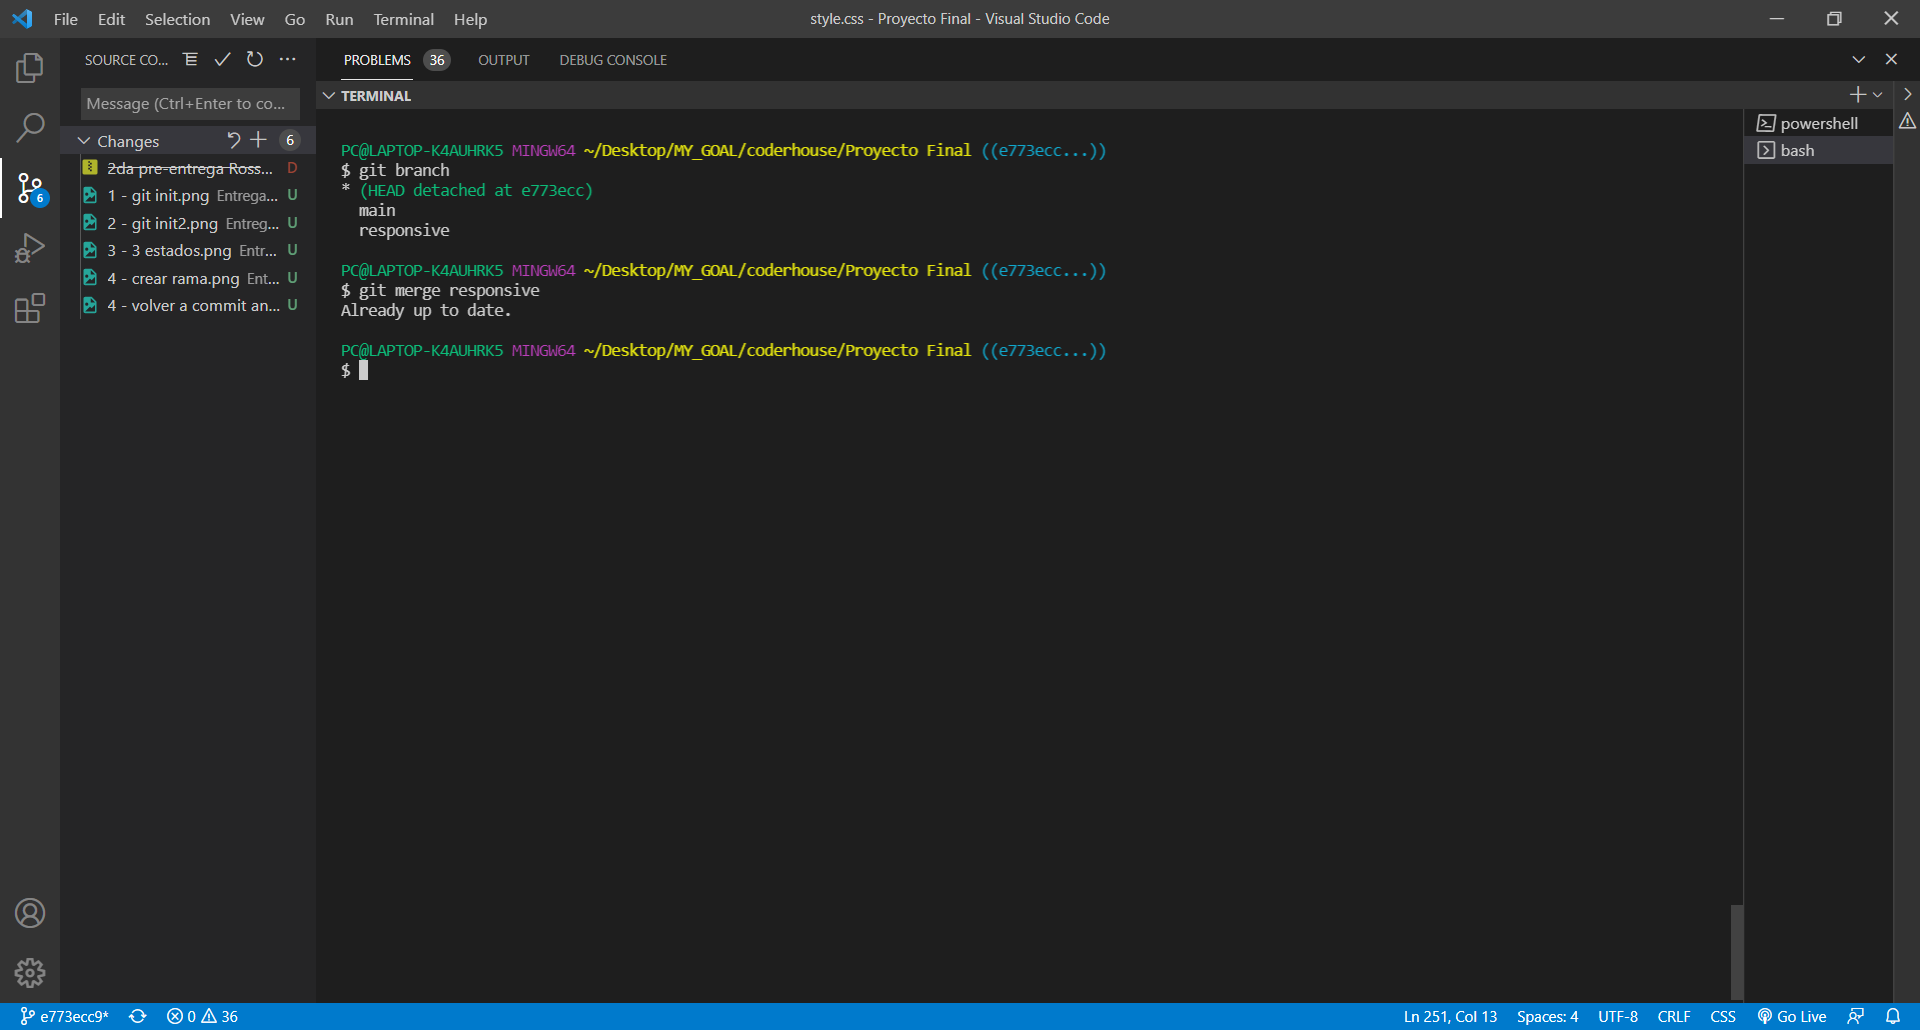 File Edit Selection View Go Run Terminal Help
style.css - Proyecto Final - Visual Studio Code
SOURCE CO...
PROBLEMS 36 OUTPUT DEBUG CONSOLE
Message (Ctrl+Enter to co...
TERMINAL
Changes 6
2da pre-entrega Ross... D
1 - git init.png Entrega... U
2 - git init2.png Entreg... U
3 - 3 estados.png Entr... U
4 - crear rama.png Ent... U
4 - volver a commit an... U
6
PC@LAPTOP-K4AUHRK5 MINGW64 ~/Desktop/MY_GOAL/coderhouse/Proyecto Final ((e773ecc...))
$ git branch
* (HEAD detached at e773ecc)
main
responsive
PC@LAPTOP-K4AUHRK5 MINGW64 ~/Desktop/MY_GOAL/coderhouse/Proyecto Final ((e773ecc...))
$ git merge responsive
Already up to date.
PC@LAPTOP-K4AUHRK5 MINGW64 ~/Desktop/MY_GOAL/coderhouse/Proyecto Final ((e773ecc...))
$
powershell
bash
e773ecc9* 0 36
Ln 251, Col 13 Spaces: 4 UTF-8 CRLF CSS Go Live